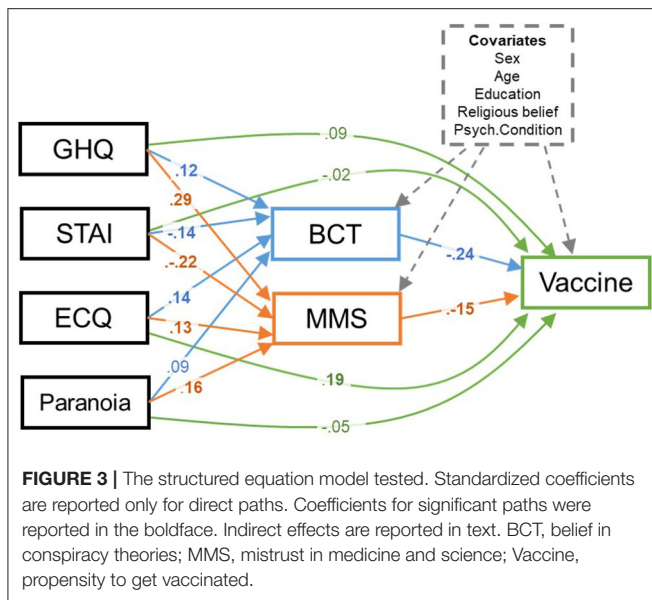 Covariates
Sex
Age
Education
Religious belief
Psych.Condition
GHQ
STAI
ECQ
Paranoia
BCT
MMS
Vaccine
.09
.12
-.02
.29
-.14
-.24
.-.22
.14
.13
.-15
.09
.19
.16
-.05
FIGURE 3 | The structured equation model tested. Standardized coefficients
are reported only for direct paths. Coefficients for significant paths were
reported in the boldface. Indirect effects are reported in text. BCT, belief in
conspiracy theories; MMS, mistrust in medicine and science; Vaccine,
propensity to get vaccinated.